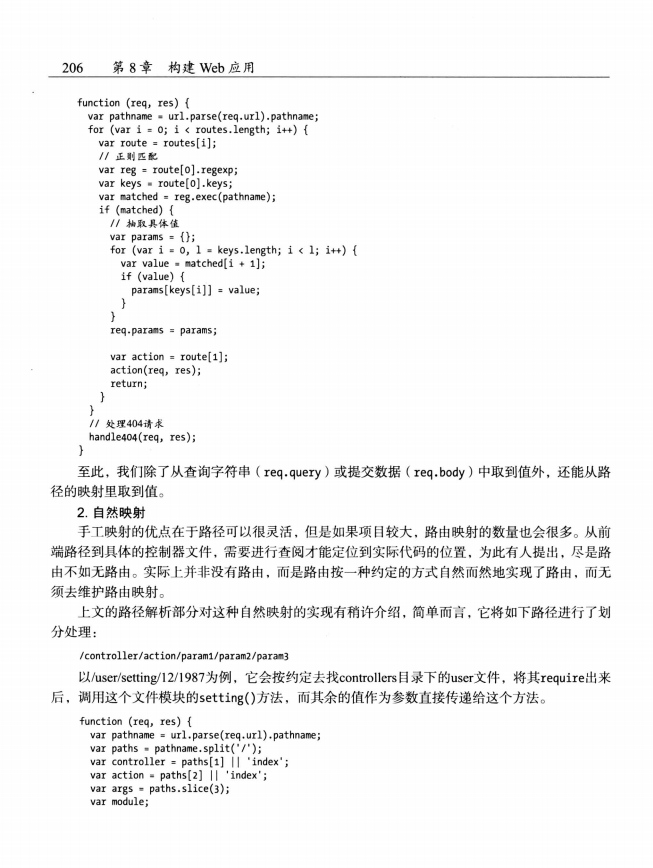 206 第 8 章 构建 Web 应用
function (req, res) {
var pathname = url.parse(req.url).pathname;
for (var i = 0; i < routes.length; i++) {
var route = routes[i];
// 正则匹配
var reg = route[0].regexp;
var keys = route[0].keys;
var matched = reg.exec(pathname);
if (matched) {
// 抽取具体值
var params = {};
for (var i = 0, l = keys.length; i < l; i++) {
var value = matched[i + 1];
if (value) {
params[keys[i]] = value;
}
}
req.params = params;
var action = route[1];
action(req, res);
return;
}
}
// 处理404请求
handle404(req, res);
}
至此，我们除了从查询字符串（req.query）或提交数据（req.body）中取到值外，还能从路
径的映射里取到值。
2. 自然映射
手工映射的优点在于路径可以很灵活，但是如果项目较大，路由映射的数量也会很多。从前
端路径到具体的控制器文件，需要进行查阅才能定位到实际代码的位置，为此有人提出，尽是路
由不如无路由。实际上并非没有路由，而是路由按一种约定的方式自然而然地实现了路由，而无
须去维护路由映射。
上文的路径解析部分对这种自然映射的实现有稍许介绍，简单而言，它将如下路径进行了划
分处理：
/controller/action/param1/param2/param3
以/user/setting/12/1987为例，它会按约定去找controllers目录下的user文件，将其require出来
后，调用这个文件模块的setting()方法，而其余的值作为参数直接传递给这个方法。
function (req, res) {
var pathname = url.parse(req.url).pathname;
var paths = pathname.split('/');
var controller = paths[1] || 'index';
var action = paths[2] || 'index';
var args = paths.slice(3);
var module;